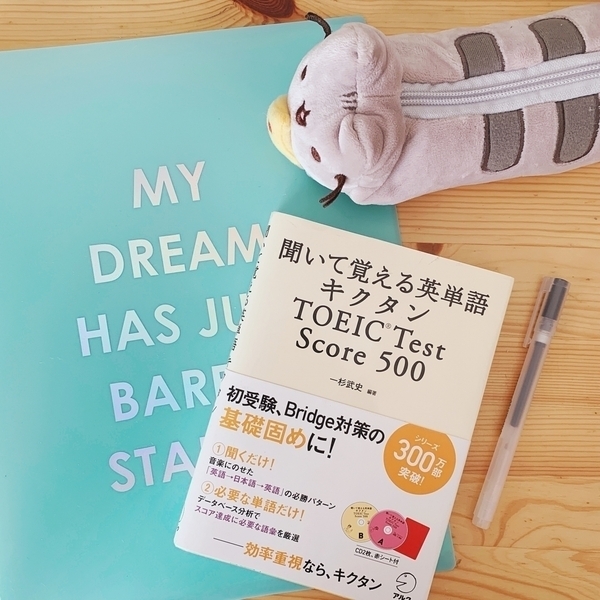 MY
DREAM
HAS JU
BAR
STA
聞いて覚える英単語
キクタン
TOEIC® Test
Score 500
一杉武史 編著
初受験、Bridge対策の
基礎固めに!
シリーズ
300万部
突破!
①聞くだけ!
音楽にのせた
「英語→日本語→英語」の必勝パターン
②必要な単語だけ!
データベース分析で
スコア達成に必要な語彙を厳選
B
A
CD2枚、赤シート付
効率重視なら、キクタン
アルク